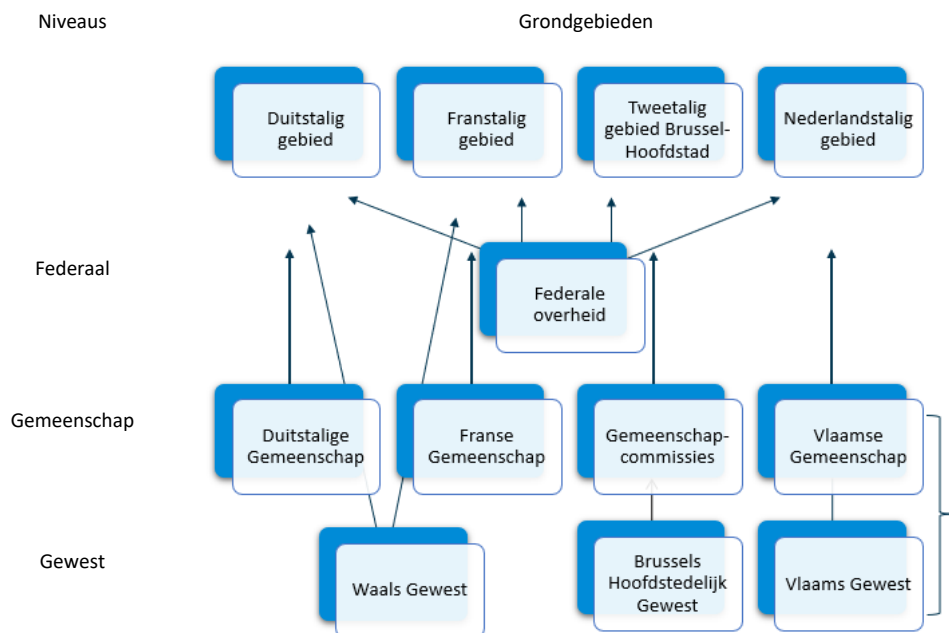 Niveaus
Grondgebieden
Duitstalig
gebied
Franstalig
gebied
Tweetalig
gebied Brussel-
Hoofdstad
Nederlandstalig
gebied
Federaal
Federale
overheid
Gemeenschap
Duitstalige
Gemeenschap
Franse
Gemeenschap
Gemeenschap-
commissies
Vlaamse
Gemeenschap
Gewest
Waals Gewest
Brussels
Hoofdstedelijk
Gewest
Vlaams Gewest